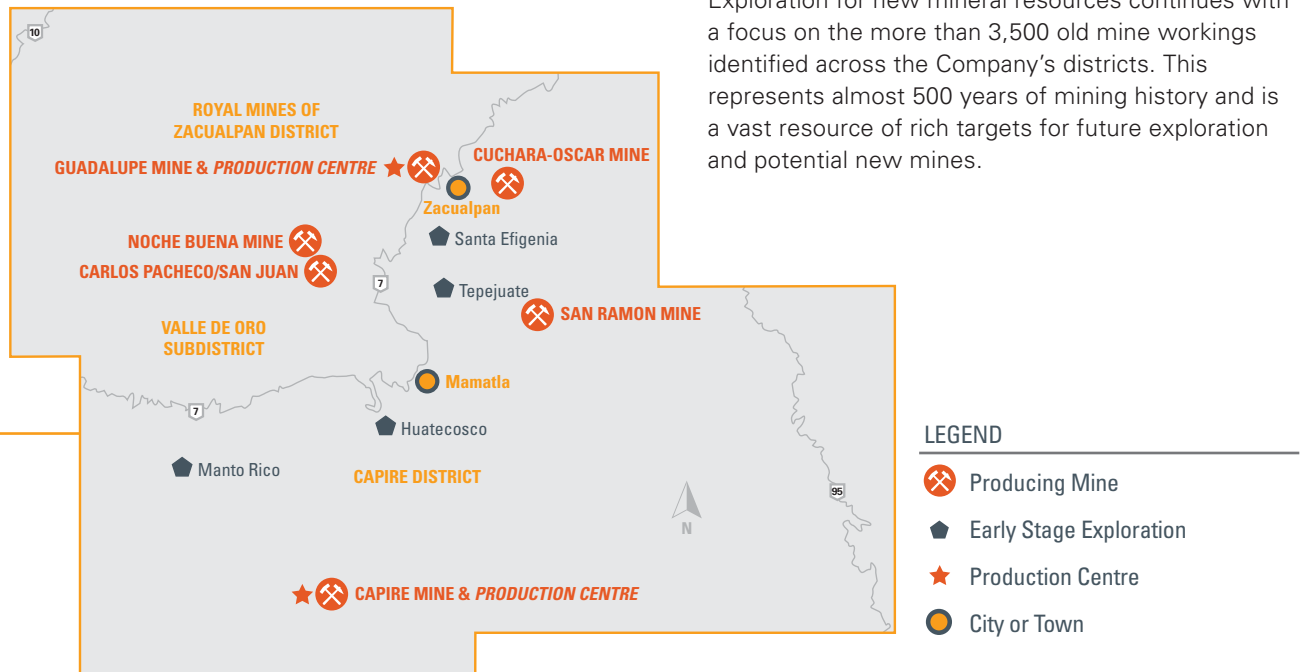 Exploration for new mineral resources continues with
a focus on the more than 3,500 old mine workings
identified across the Company's districts. This
represents almost 500 years of mining history and is
a vast resource of rich targets for future exploration
and potential new mines.
10
ROYAL MINES OF
ZACUALPAN DISTRICT
GUADALUPE MINE & PRODUCTION CENTRE
CUCHARA-OSCAR MINE
Zacualpan
NOCHE BUENA MINE
Santa Efigenia
CARLOS PACHECO/SAN JUAN
7
Tepejuate
SAN RAMON MINE
VALLE DE ORO
SUBDISTRICT
Mamatla
7
Huatecosco
Manto Rico
CAPIRE DISTRICT
95
N
CAPIRE MINE & PRODUCTION CENTRE
LEGEND
Producing Mine
Early Stage Exploration
Production Centre
City or Town